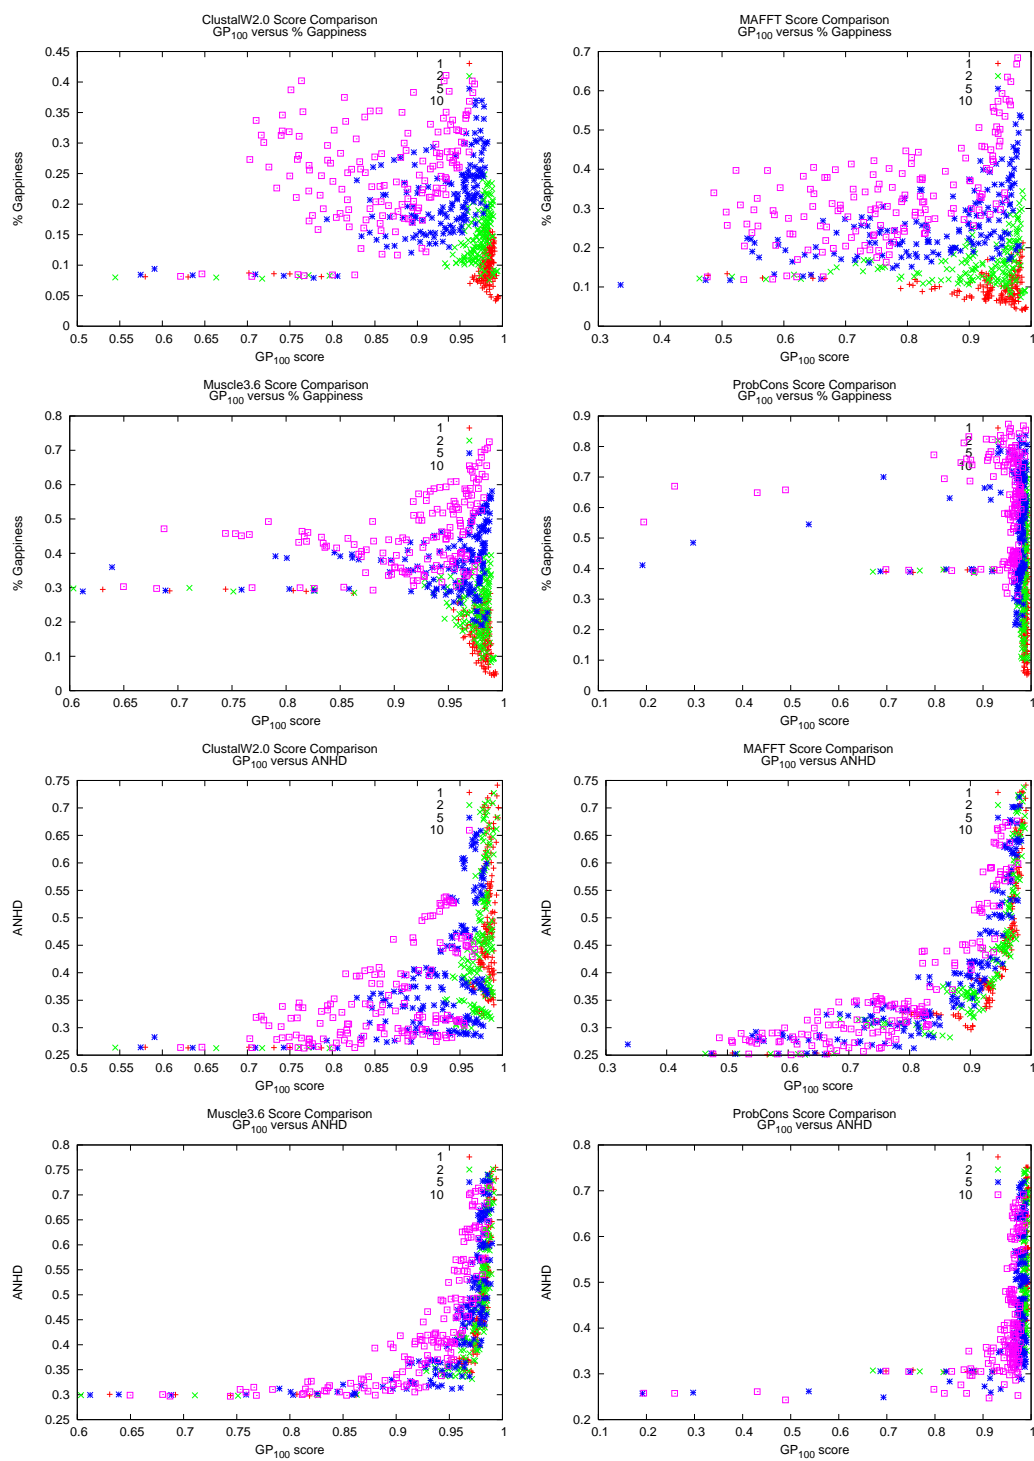 ClustalW2.0 Score Comparison
GP100 versus % Gappiness
% Gappiness
0.45
0.4
0.35
0.3
0.25
0.2
0.15
0.1
0.05
0
0.5 0.55 0.6 0.65 0.7 0.75 0.8 0.85 0.9 0.95 1
GP100 score
1
2
5
10
MAFFT Score Comparison
GP100 versus % Gappiness
% Gappiness
0.7
0.6
0.5
0.4
0.3
0.2
0.1
0
0.3 0.4 0.5 0.6 0.7 0.8 0.9 1
GP100 score
1
2
5
10
Muscle3.6 Score Comparison
GP100 versus % Gappiness
% Gappiness
0.8
0.7
0.6
0.5
0.4
0.3
0.2
0.1
0
0.6 0.65 0.7 0.75 0.8 0.85 0.9 0.95 1
GP100 score
1
2
5
10
ProbCons Score Comparison
GP100 versus % Gappiness
% Gappiness
0.9
0.8
0.7
0.6
0.5
0.4
0.3
0.2
0.1
0
0.1 0.2 0.3 0.4 0.5 0.6 0.7 0.8 0.9 1
GP100 score
1
2
5
10
ClustalW2.0 Score Comparison
GP100 versus ANHD
ANHD
0.75
0.7
0.65
0.6
0.55
0.5
0.45
0.4
0.35
0.3
0.25
0.5 0.55 0.6 0.65 0.7 0.75 0.8 0.85 0.9 0.95 1
GP100 score
1
2
5
10
MAFFT Score Comparison
GP100 versus ANHD
ANHD
0.75
0.7
0.65
0.6
0.55
0.5
0.45
0.4
0.35
0.3
0.25
0.3 0.4 0.5 0.6 0.7 0.8 0.9 1
GP100 score
1
2
5
10
Muscle3.6 Score Comparison
GP100 versus ANHD
ANHD
0.8
0.75
0.7
0.65
0.6
0.55
0.5
0.45
0.4
0.35
0.3
0.25
0.6 0.65 0.7 0.75 0.8 0.85 0.9 0.95 1
GP100 score
1
2
5
10
ProbCons Score Comparison
GP100 versus ANHD
ANHD
0.8
0.7
0.6
0.5
0.4
0.3
0.2
0.1 0.2 0.3 0.4 0.5 0.6 0.7 0.8 0.9 1
GP100 score
1
2
5
10